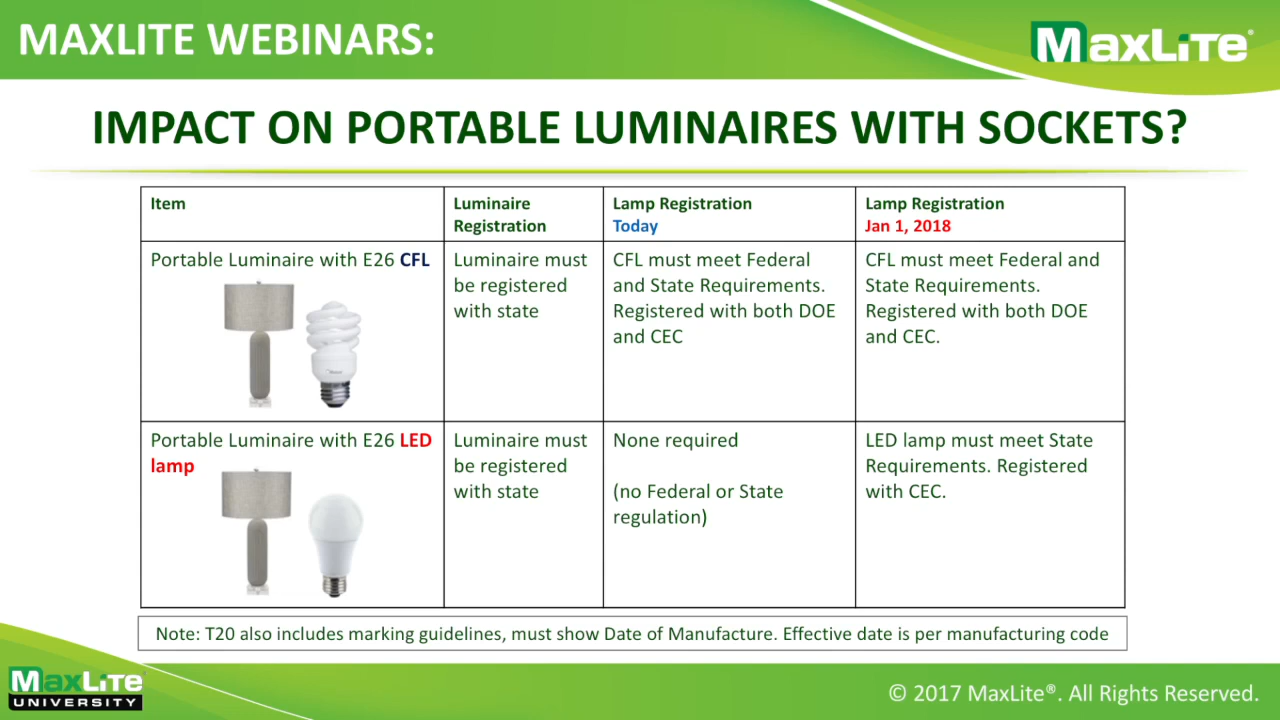 MAXLITE WEBINARS:
MAXLITE®
IMPACT ON PORTABLE LUMINAIRES WITH SOCKETS?
Item
Luminaire
Registration
Lamp Registration
Today
Lamp Registration
Jan 1, 2018
Portable Luminaire with E26 CFL
Luminaire must
be registered
with state
CFL must meet Federal
and State Requirements.
Registered with both DOE
and CEC
CFL must meet Federal and
State Requirements.
Registered with both DOE
and CEC.
Portable Luminaire with E26 LED
lamp
Luminaire must
be registered
with state
None required
(no Federal or State
regulation)
LED lamp must meet State
Requirements. Registered
with CEC.
Note: T20 also includes marking guidelines, must show Date of Manufacture. Effective date is per manufacturing code
MAXLITE
UNIVERSITY
© 2017 MaxLite®. All Rights Reserved.